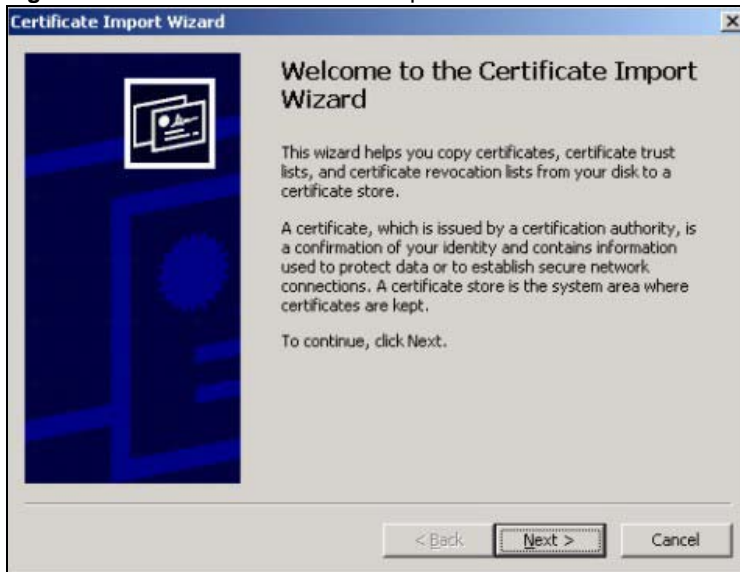 Certificate Import Wizard
Welcome to the Certificate Import
Wizard
This wizard helps you copy certificates, certificate trust
lists, and certificate revocation lists from your disk to a
certificate store.
A certificate, which is issued by a certification authority, is
a confirmation of your identity and contains information
used to protect data or to establish secure network
connections. A certificate store is the system area where
certificates are kept.
To continue, click Next.
< Back Next > Cancel